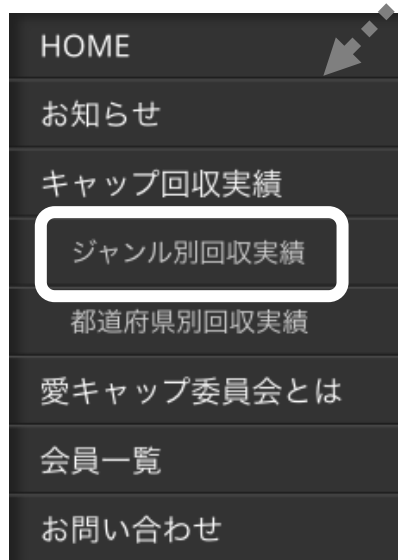 HOME
お知らせ
キャップ回収実績
ジャンル別回収実績
都道府県別回収実績
愛キャップ委員会とは
会員一覧
お問い合わせ